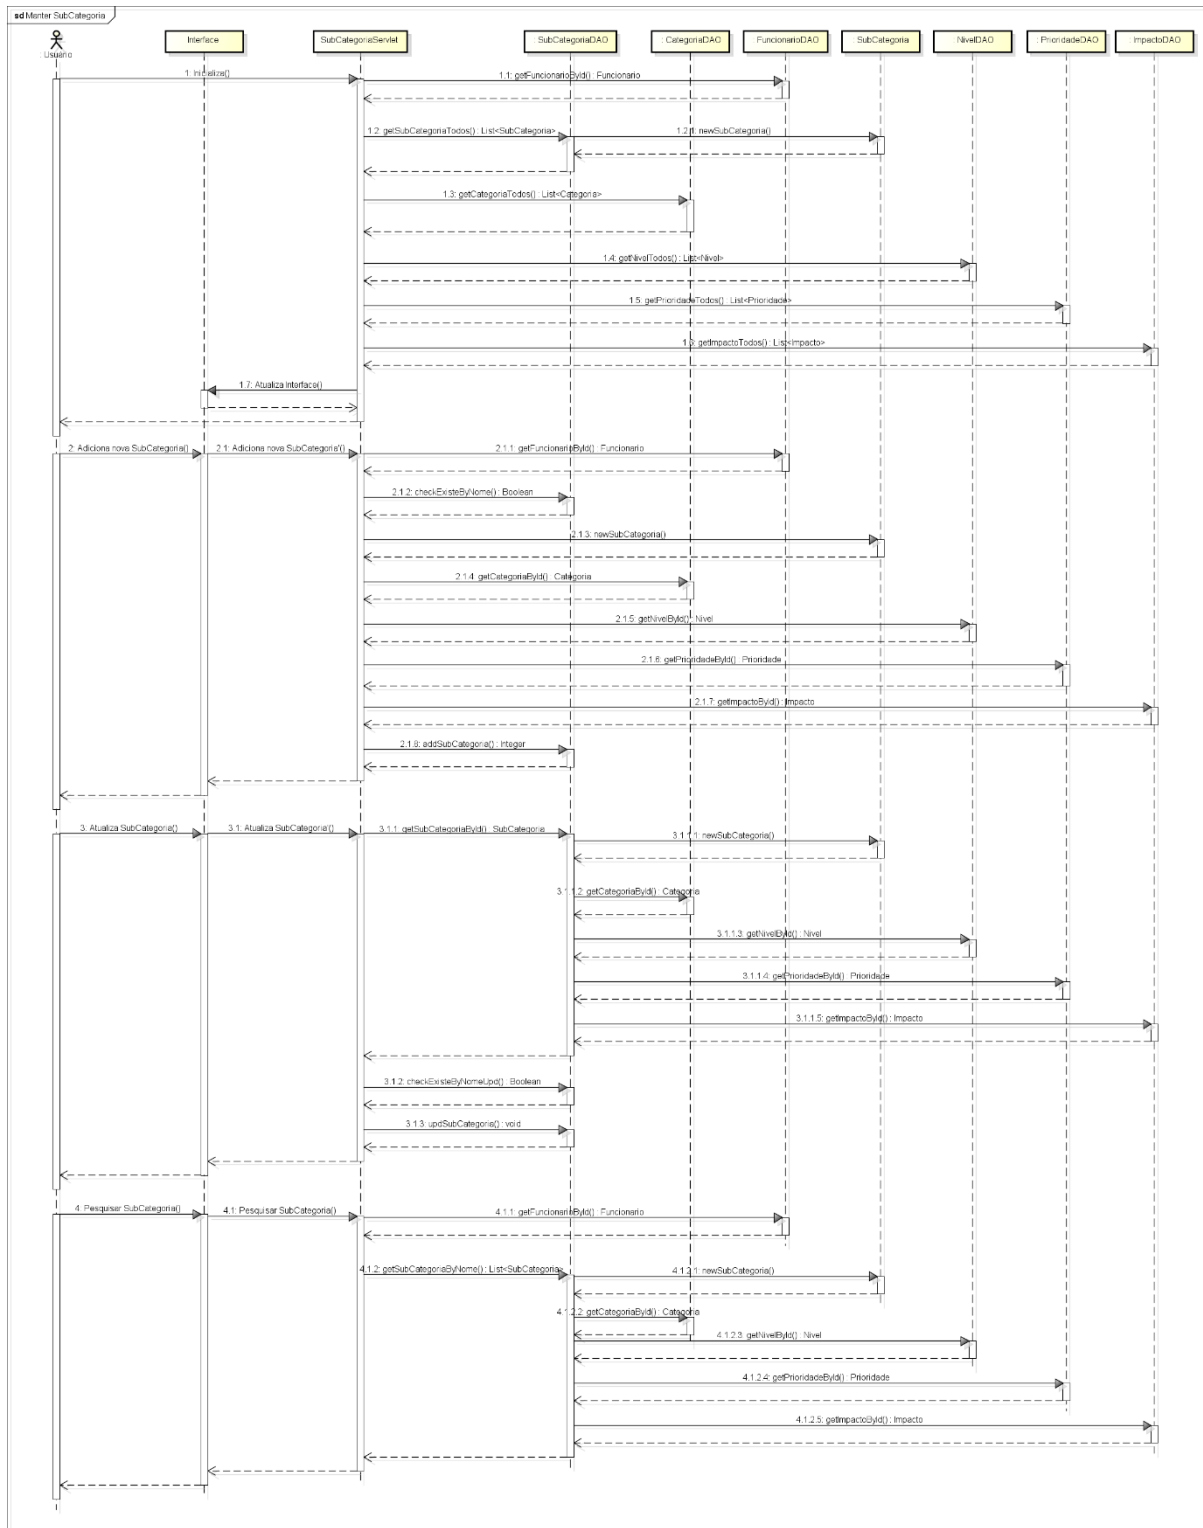 sd Manter SubCategoria
: Usuário
Interface
SubCategoriaServlet
SubCategoriaDAO
: CategoriaDAO
FuncionarioDAO
SubCategoria
NivelDAO
: PrioridadeDAO
: ImpactoDAO
1: Inicializa()
1.1: getFuncionarioById() : Funcionario
1.2: getSubCategoriaTodos() : List<SubCategoria>
1.2.1: newSubCategoria()
1.3: getCategoriaTodos() : List<Categoria>
1.4: getNivelTodos() : List<Nivel>
1.5: getPrioridadeTodos() : List<Prioridade>
1.6: getImpactoTodos() : List<Impacto>
1.7: Atualiza Interface()
2: Adiciona nova SubCategoria()
2.1: Adiciona nova SubCategoria'()
2.1.1: getFuncionarioById() : Funcionario
2.1.2: checkExisteByNome() : Boolean
2.1.3: newSubCategoria()
2.1.4: getCategoriaById() : Categoria
2.1.5: getNivelById() : Nivel
2.1.6: getPrioridadeById() : Prioridade
2.1.7: getImpactoById() : Impacto
2.1.8: addSubCategoria() : Integer
3: Atualiza SubCategoria()
3.1: Atualiza SubCategoria'()
3.1.1: getSubCategoriaById() : SubCategoria
3.1.1.1: newSubCategoria()
3.1.1.2: getCategoriaById() : Categoria
3.1.1.3: getNivelById() : Nivel
3.1.1.4: getPrioridadeById() : Prioridade
3.1.1.5: getImpactoById() : Impacto
3.1.2: checkExisteByNomeUpd() : Boolean
3.1.3: updSubCategoria() : void
4: Pesquisar SubCategoria()
4.1: Pesquisar SubCategoria()
4.1.1: getFuncionarioById() : Funcionario
4.1.2: getSubCategoriaByNome() : List<SubCategoria>
4.1.2.1: newSubCategoria()
4.1.2.2: getCategoriaById() : Categoria
4.1.2.3: getNivelById() : Nivel
4.1.2.4: getPrioridadeById() : Prioridade
4.1.2.5: getImpactoById() : Impacto